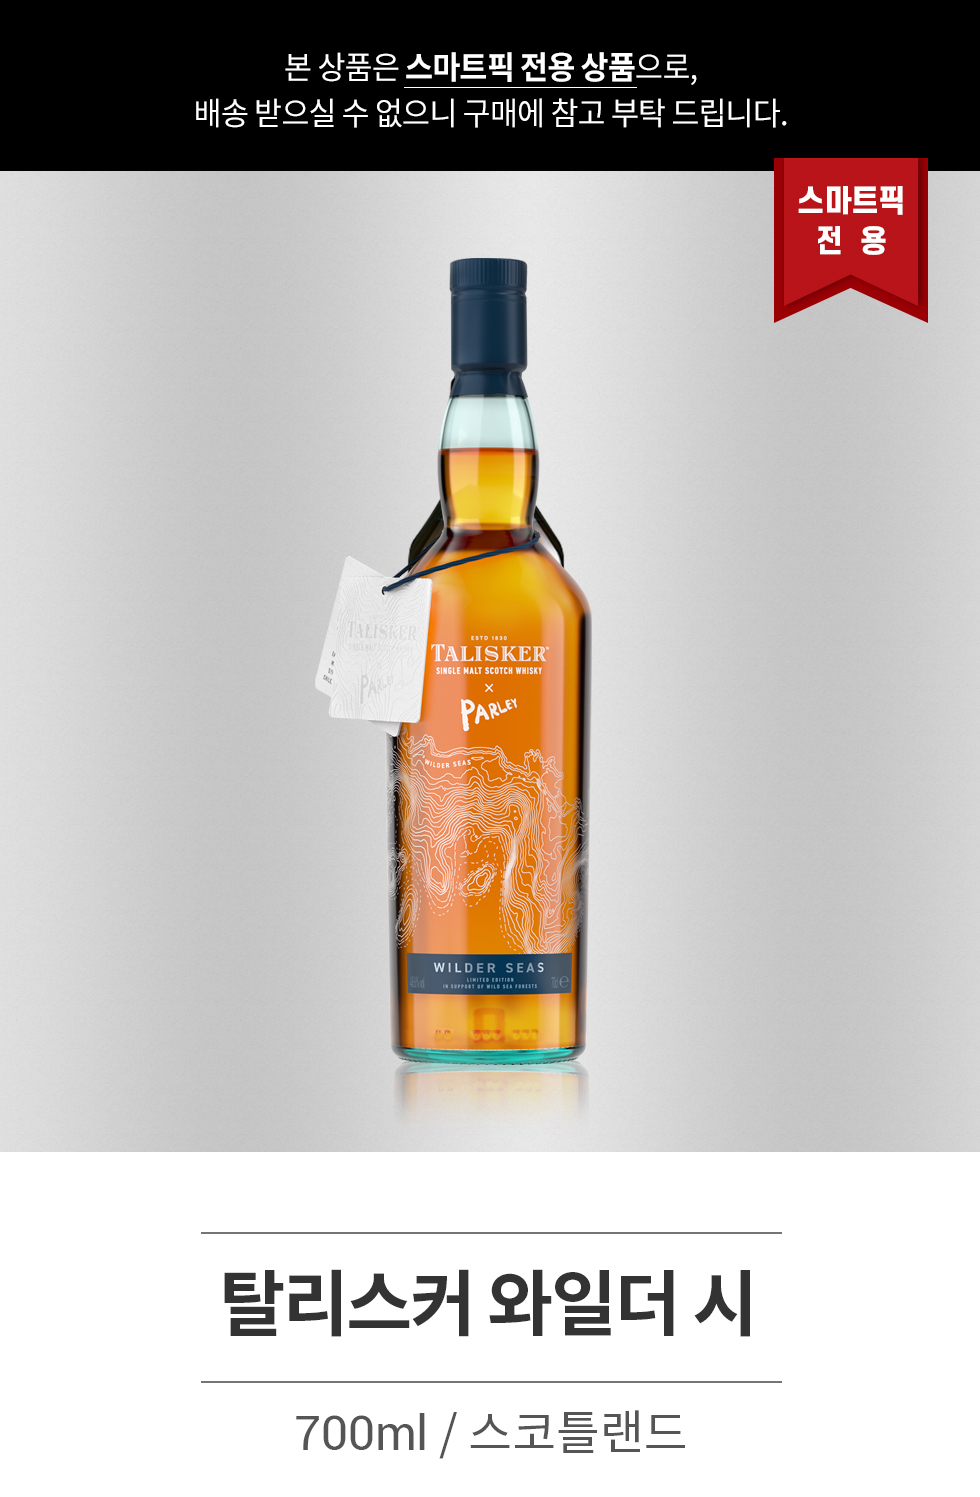 본 상품은 스마트픽 전용 상품으로,
배송 받으실 수 없으니 구매에 참고 부탁 드립니다.
스마트픽
전 용
ESTD 1830
TALISKER
SINGLE MALT SCOTCH WHISKY
×
PARLEY
TALISKER
PARLEY
WILDER SEAS
WILDER SEAS
LIMITED EDITION
IN SUPPORT OF WILD SEA FORESTS
70cl ℮
탈리스커 와일더 시
700ml / 스코틀랜드